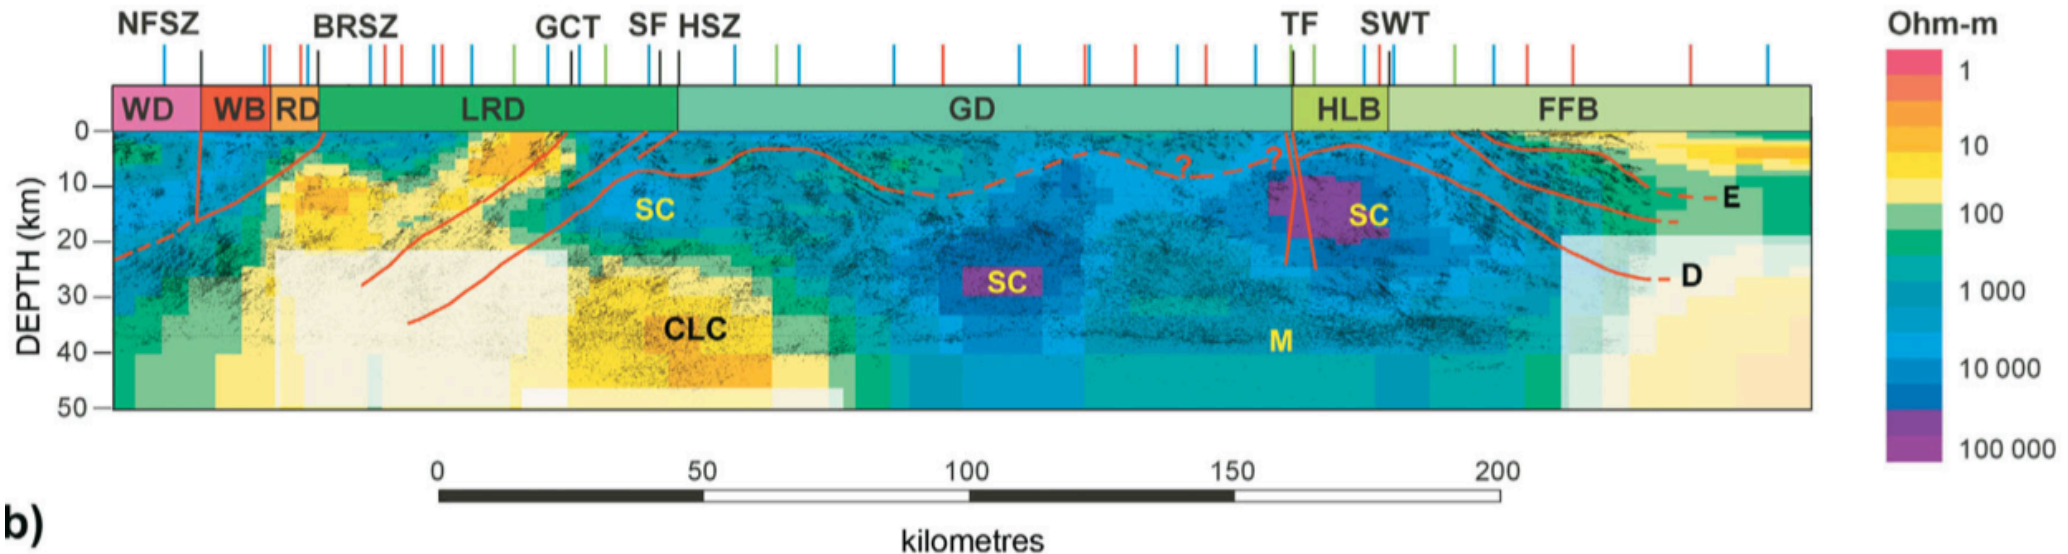 NFSZ BRSZ GCT SF HSZ TF SWT Ohm-m
WD WB RD LRD GD HLB FFB
1
10
100
1 000
10 000
100 000
DEPTH (km)
0
10
20
30
40
50
SC
SC
SC
CLC
M
?
?
E
D
0 50 100 150 200
kilometres
b)